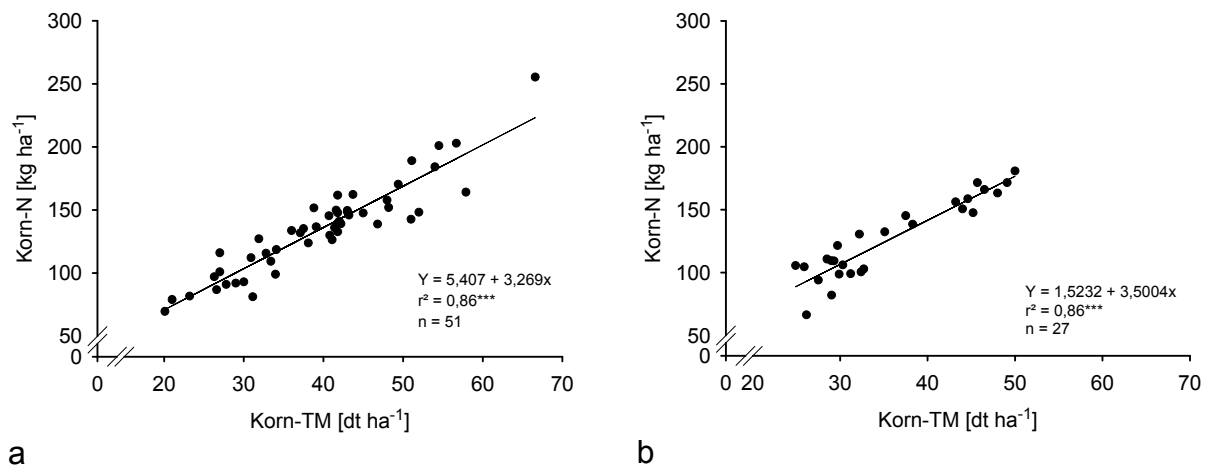 300
250
200
150
100
50
0
Korn-N [kg ha⁻¹]
Y = 5,407 + 3,269x
r² = 0,86***
n = 51
0 20 30 40 50 60 70
Korn-TM [dt ha⁻¹]
a
300
250
200
150
100
50
0
Korn-N [kg ha⁻¹]
Y = 1,5232 + 3,5004x
r² = 0,86***
n = 27
0 20 30 40 50 60 70
Korn-TM [dt ha⁻¹]
b